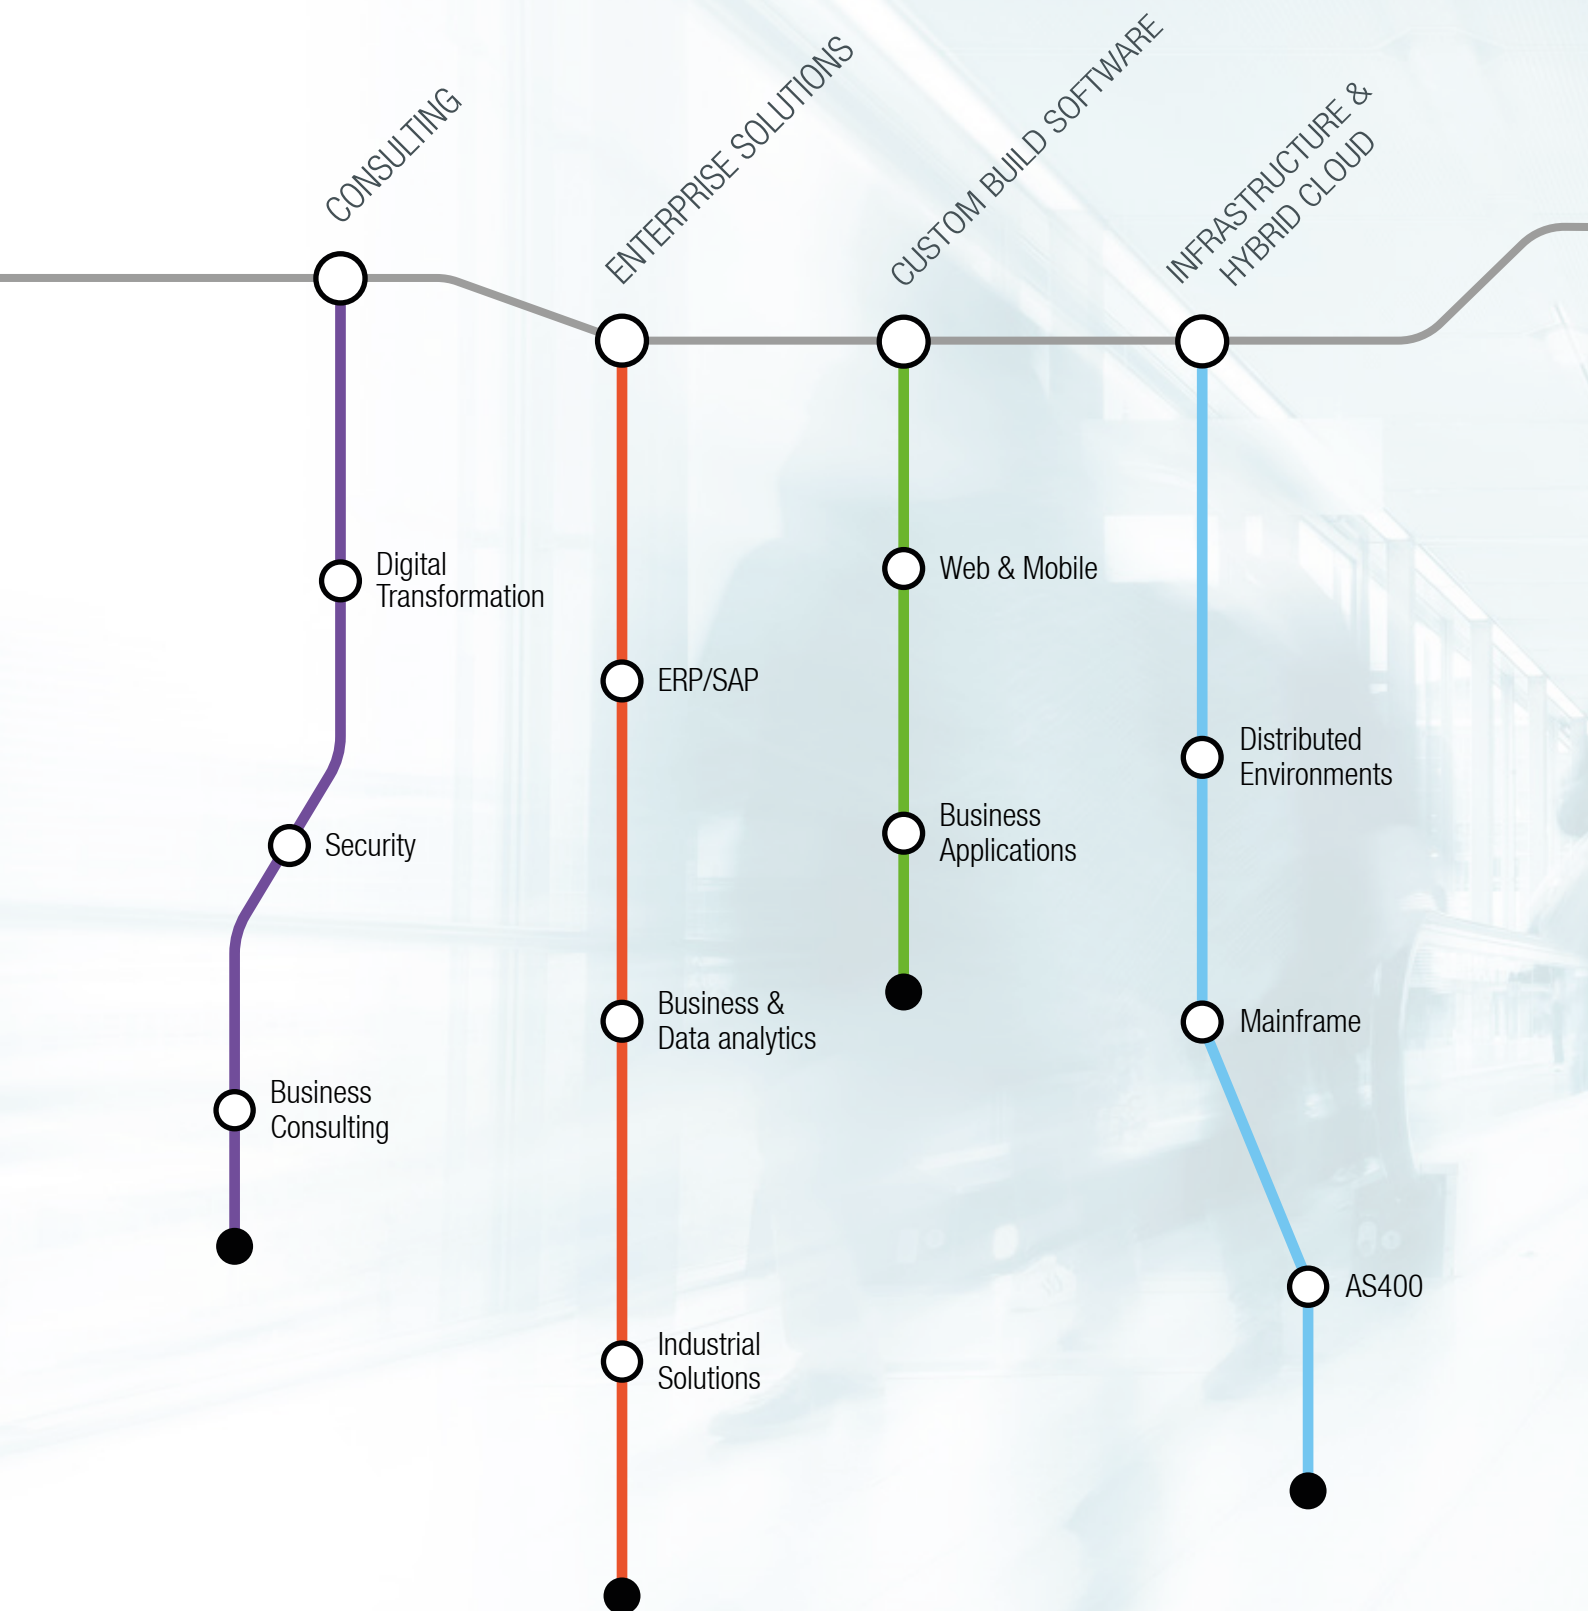 CONSULTING
ENTERPRISE SOLUTIONS
CUSTOM BUILD SOFTWARE
INFRASTRUCTURE &
HYBRID CLOUD
Digital
Transformation
Security
Business
Consulting
ERP/SAP
Business &
Data analytics
Industrial
Solutions
Web & Mobile
Business
Applications
Distributed
Environments
Mainframe
AS400